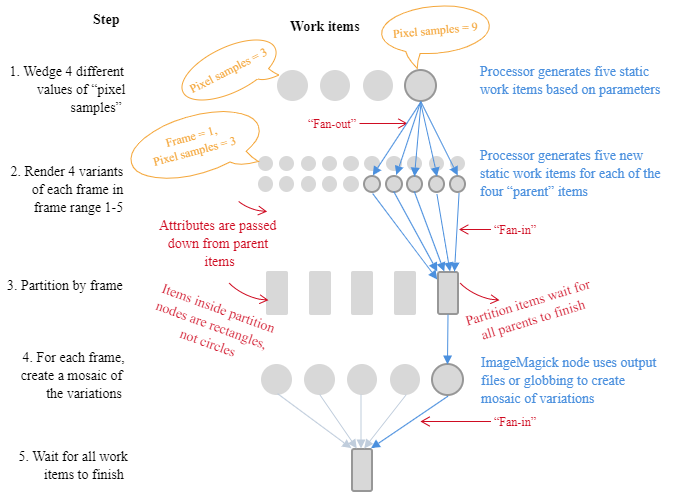 Step
Work items
Pixel samples = 3
Pixel samples = 9
1. Wedge 4 different
values of “pixel
samples”
Processor generates five static
work items based on parameters
“Fan-out”
Frame = 1,
Pixel samples = 3
2. Render 4 variants
of each frame in
frame range 1-5
Processor generates five new
static work items for each of the
four “parent” items
Attributes are passed
down from parent
items
“Fan-in”
3. Partition by frame
Items inside partition
nodes are rectangles,
not circles
Partition items wait for
all parents to finish
4. For each frame,
create a mosaic of
the variations
ImageMagick node uses output
files or globbing to create
mosaic of variations
“Fan-in”
5. Wait for all work
items to finish